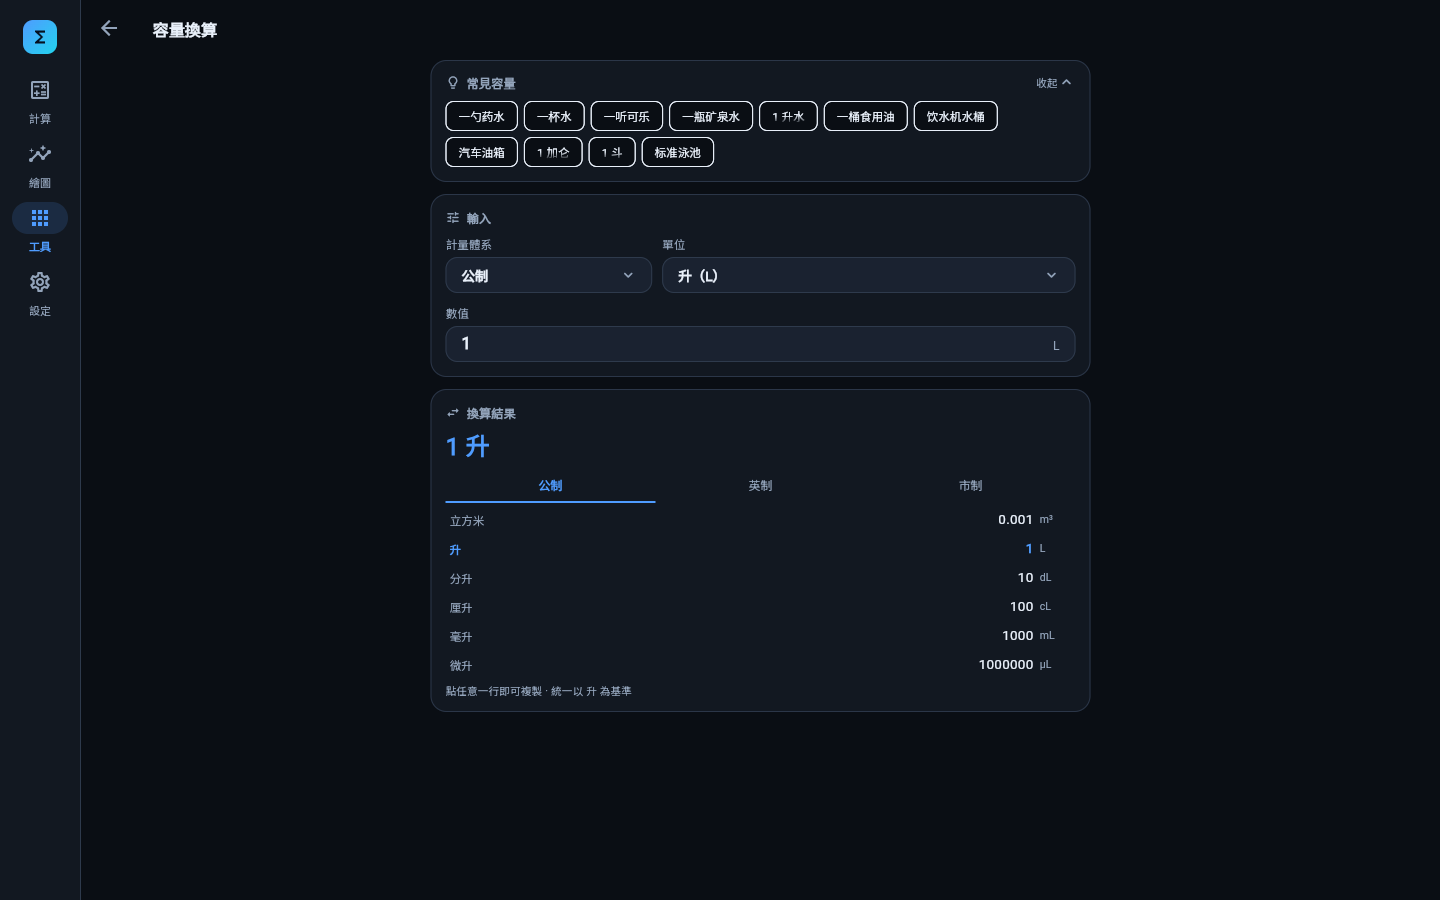 Σ
容量換算
計算
繪圖
工具
設定
常見容量
收起
一勺药水 一杯水 一听可乐 一瓶矿泉水 1 升水 一桶食用油 饮水机水桶
汽车油箱 1 加仑 1 斗 标准泳池
輸入
計量體系 單位
公制 升（L）
數值
1 L
換算結果
1 升
公制 英制 市制
立方米 0.001 m³
升 1 L
分升 10 dL
厘升 100 cL
毫升 1000 mL
微升 1000000 μL
點任意一行即可複製 · 統一以 升 為基準